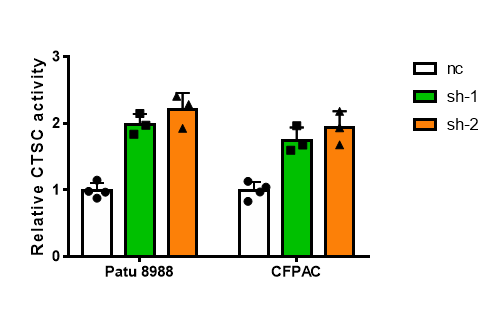 Relative CTSC activity
3
2
1
0
Patu 8988
CFPAC
nc
sh-1
sh-2